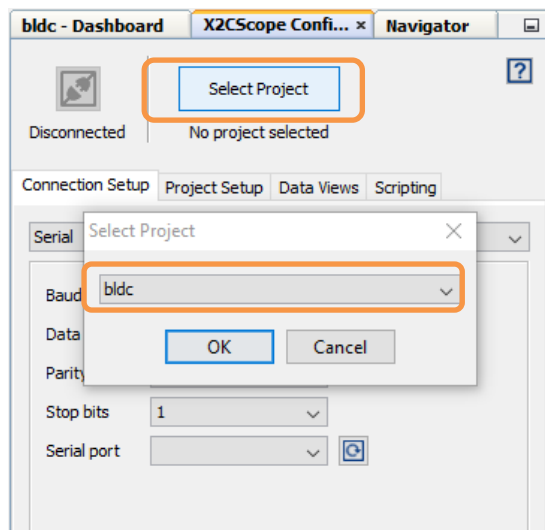 bldc - Dashboard X2CScope Confi... × Navigator
Select Project
?
Disconnected No project selected
Connection Setup Project Setup Data Views Scripting
Serial
Select Project
bldc
Baud
Data
OK Cancel
Parity
Stop bits 1
Serial port